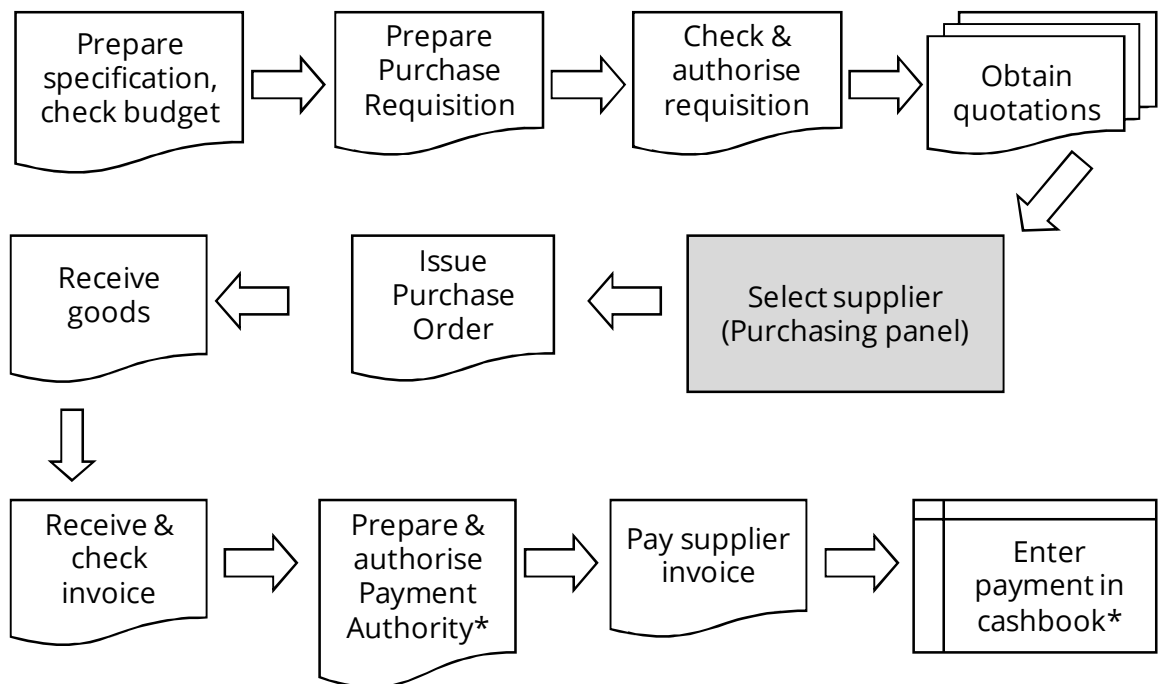 Prepare
specification,
check budget
Prepare
Purchase
Requisition
Check &
authorise
requisition
Obtain
quotations
Select supplier
(Purchasing panel)
Issue
Purchase
Order
Receive
goods
Receive &
check
invoice
Prepare &
authorise
Payment
Authority*
Pay supplier
invoice
Enter
payment in
cashbook*